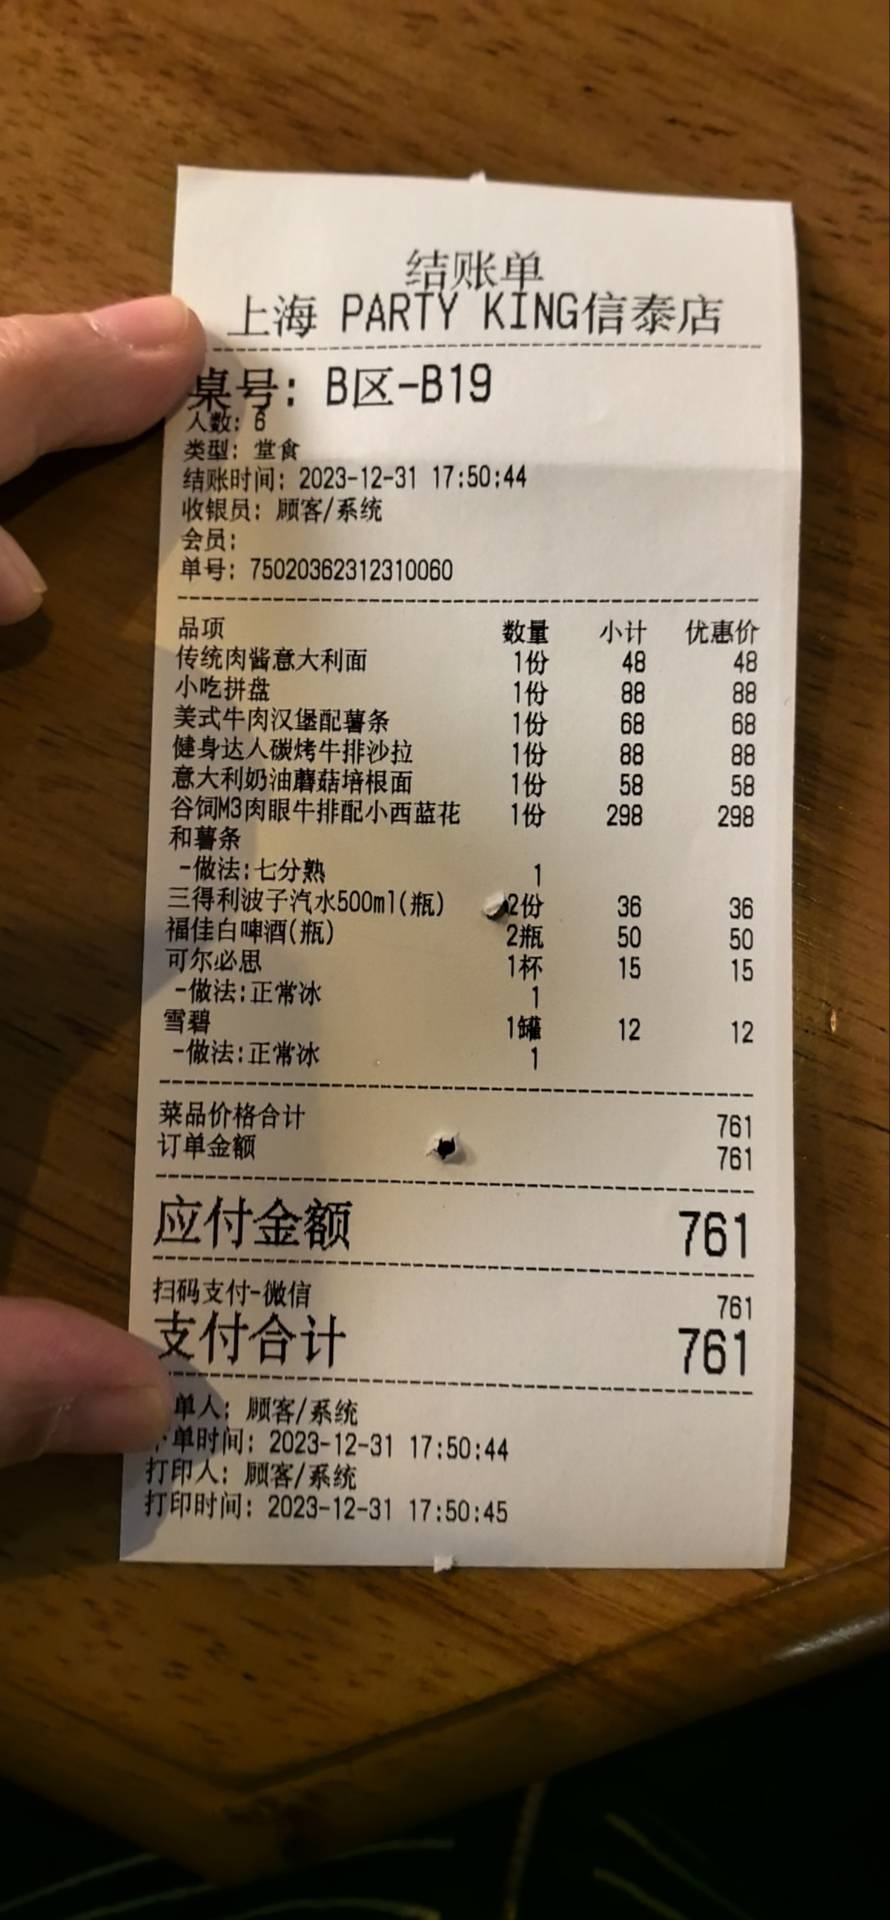 结账单
上海 PARTY KING信泰店
桌号: B区-B19
人数: 6
类型: 堂食
结账时间: 2023-12-31 17:50:44
收银员: 顾客/系统
会员:
单号: 75020362312310060
品项 数量 小计 优惠价
传统肉酱意大利面 1份 48 48
小吃拼盘 1份 88 88
美式牛肉汉堡配薯条 1份 68 68
健身达人碳烤牛排沙拉 1份 88 88
意大利奶油蘑菇培根面 1份 58 58
谷饲M3肉眼牛排配小西蓝花 1份 298 298
和薯条
-做法:七分熟 1
三得利波子汽水500ml(瓶) 2份 36 36
福佳白啤酒(瓶) 2瓶 50 50
可尔必思 1杯 15 15
-做法:正常冰 1
雪碧 1罐 12 12
-做法:正常冰 1
菜品价格合计 761
订单金额 761
应付金额 761
扫码支付-微信 761
支付合计 761
单人: 顾客/系统
单时间: 2023-12-31 17:50:44
打印人: 顾客/系统
打印时间: 2023-12-31 17:50:45